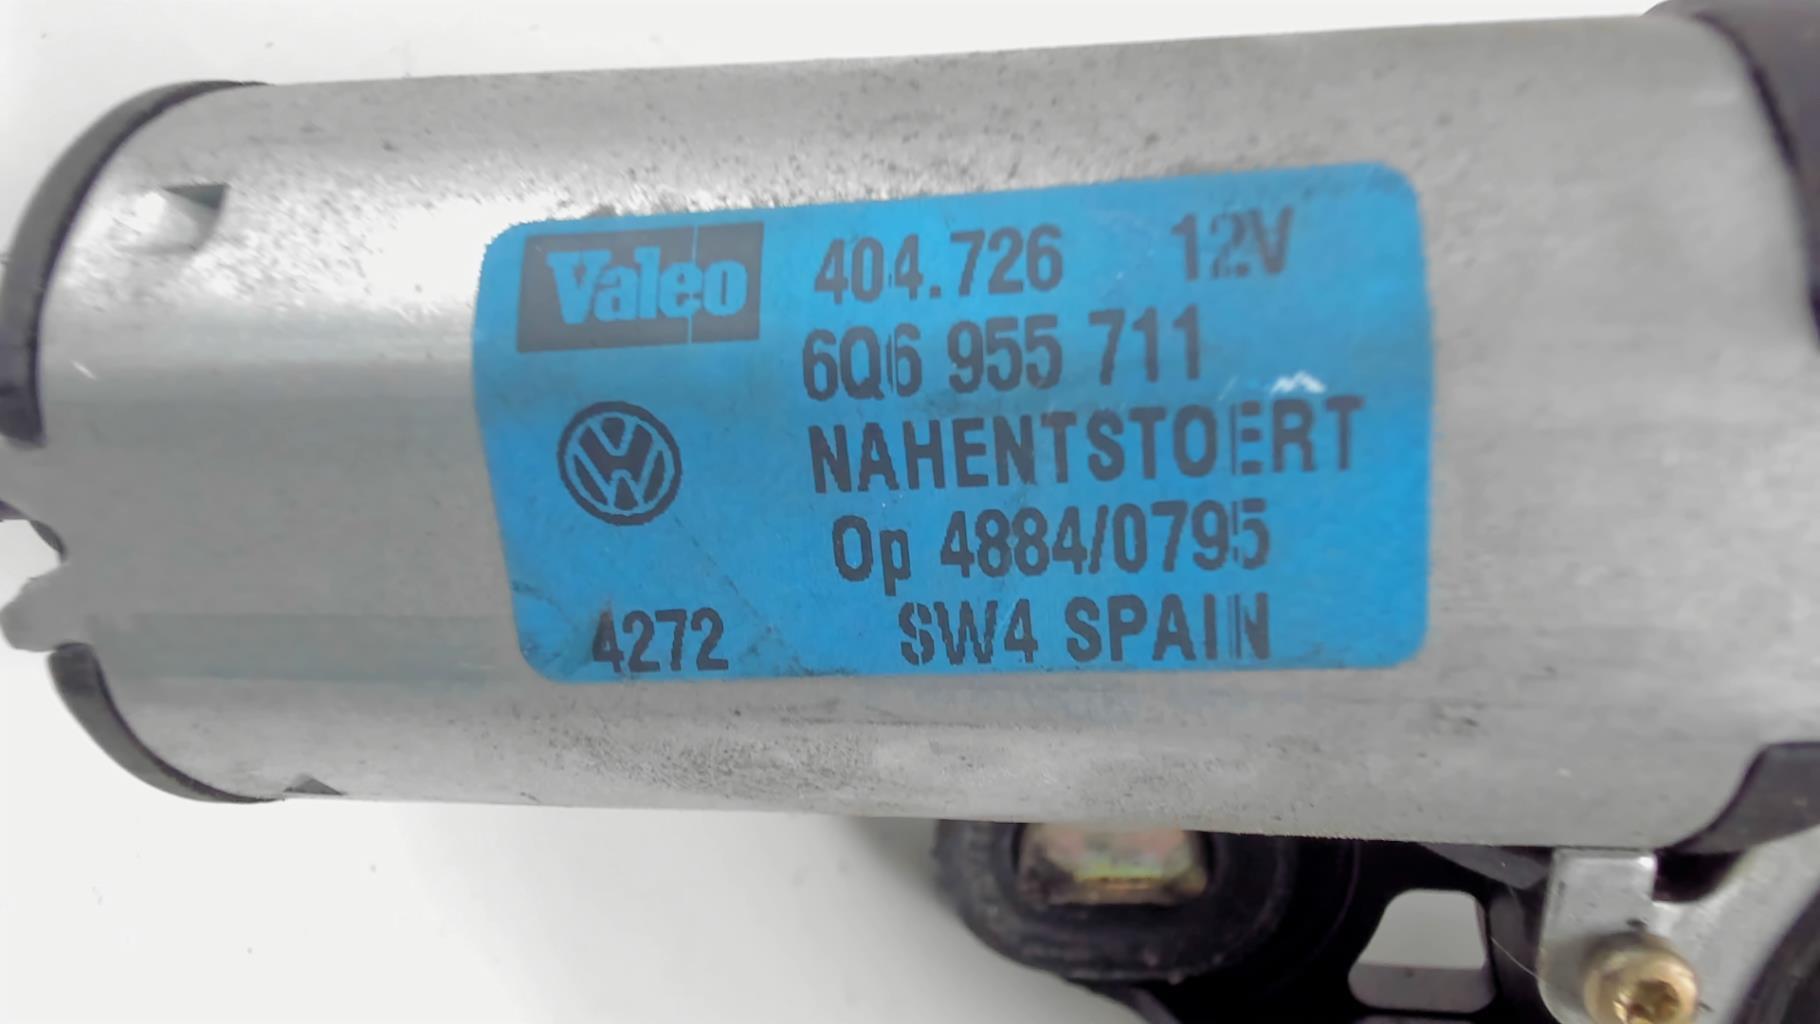 Valeo 404.726 12V
6Q6 955 711
NAHENTSTOERT
Op 4884/0795
4272 SW4 SPAIN